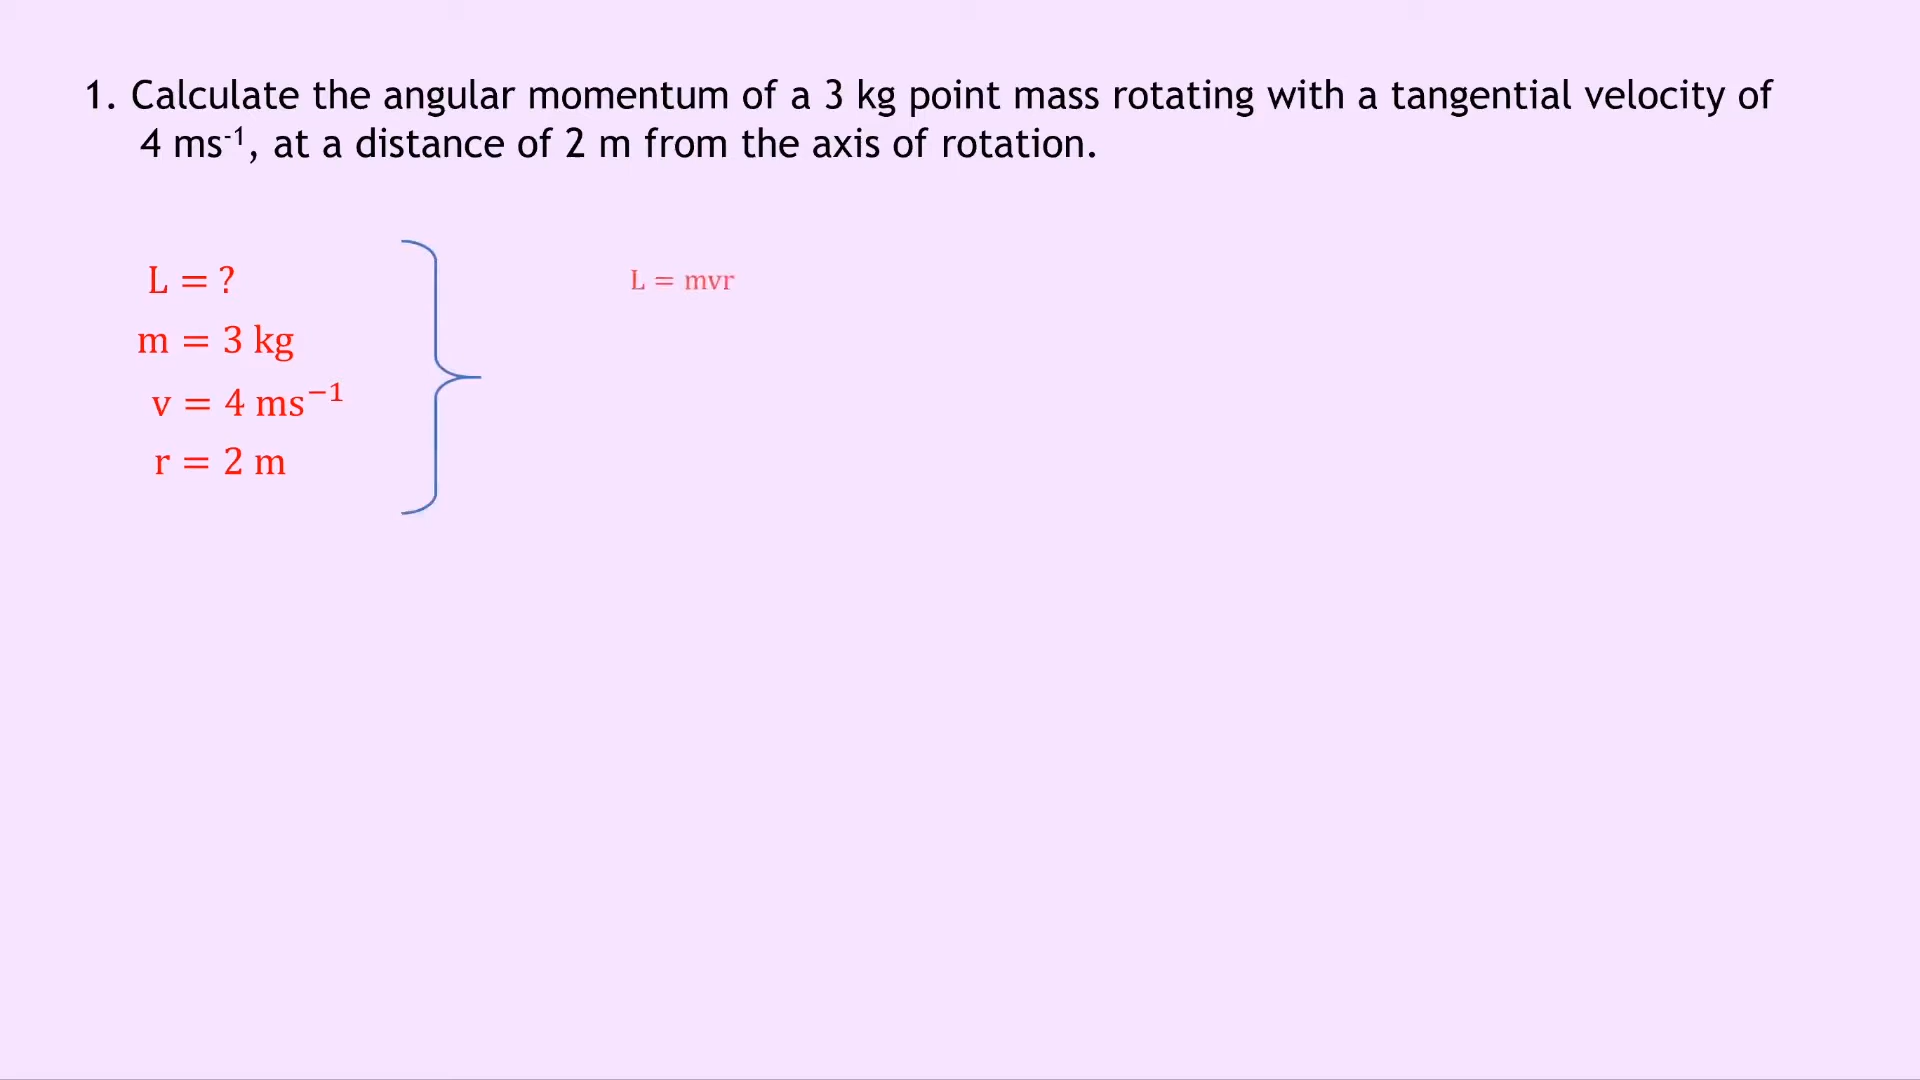 1. Calculate the angular momentum of a 3 kg point mass rotating with a tangential velocity of
4 ms⁻¹, at a distance of 2 m from the axis of rotation.
L = ?
L = mvr
m = 3 kg
v = 4 ms⁻¹
r = 2 m